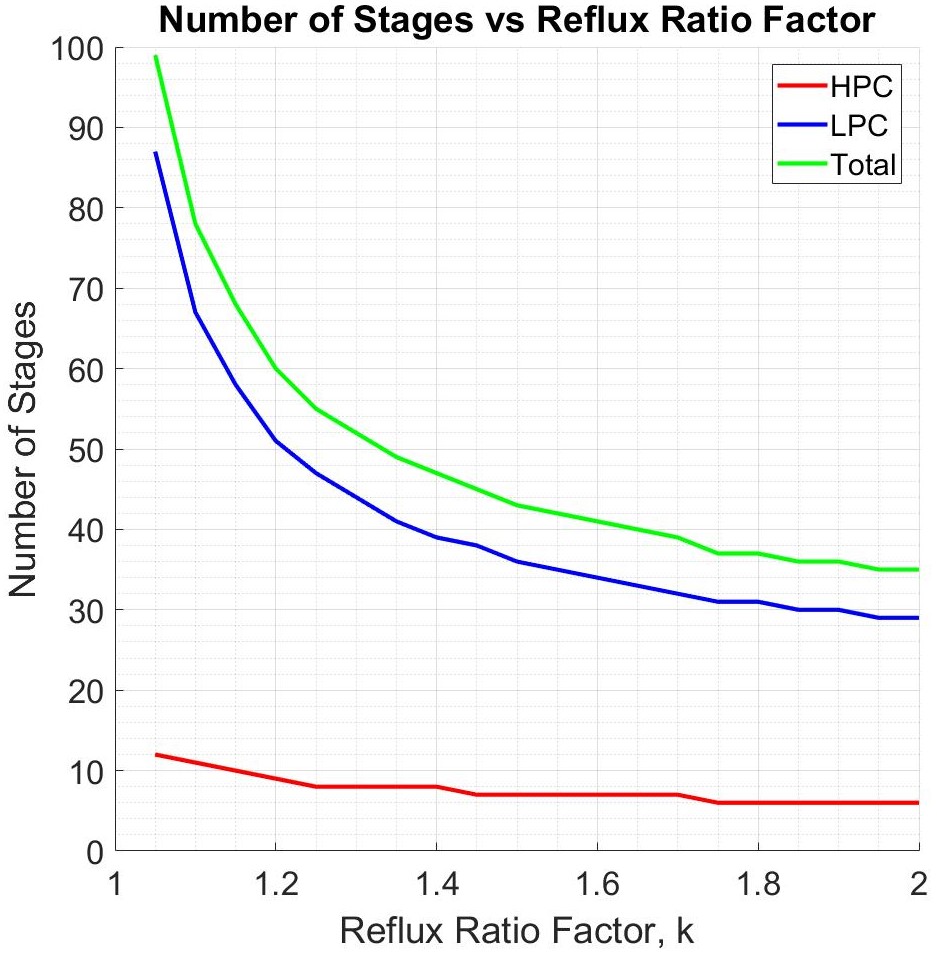 Number of Stages vs Reflux Ratio Factor
100
90
80
70
60
50
40
30
20
10
0
Number of Stages
HPC
LPC
Total
1 1.2 1.4 1.6 1.8 2
Reflux Ratio Factor, k